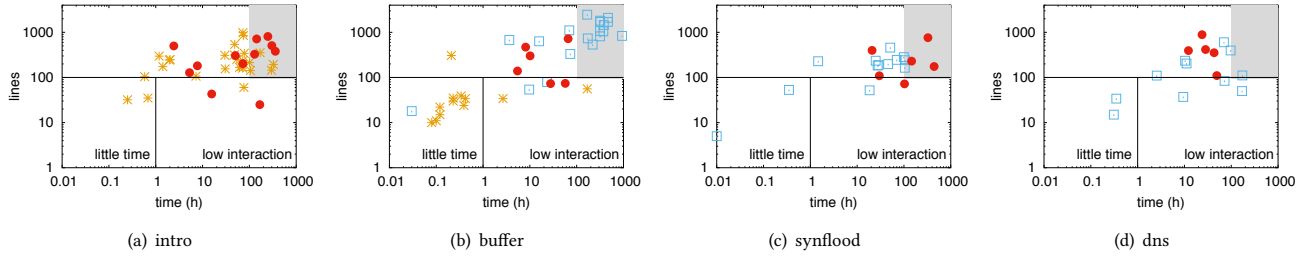 1000
100
10
1
lines
little time
low interaction
0.01 0.1 1 10 100 1000
time (h)
(a) intro
1000
100
10
1
lines
little time
low interaction
0.01 0.1 1 10 100 1000
time (h)
(b) buffer
1000
100
10
1
lines
little time
low interaction
0.01 0.1 1 10 100 1000
time (h)
(c) synflood
1000
100
10
1
lines
little time
low interaction
0.01 0.1 1 10 100 1000
time (h)
(d) dns